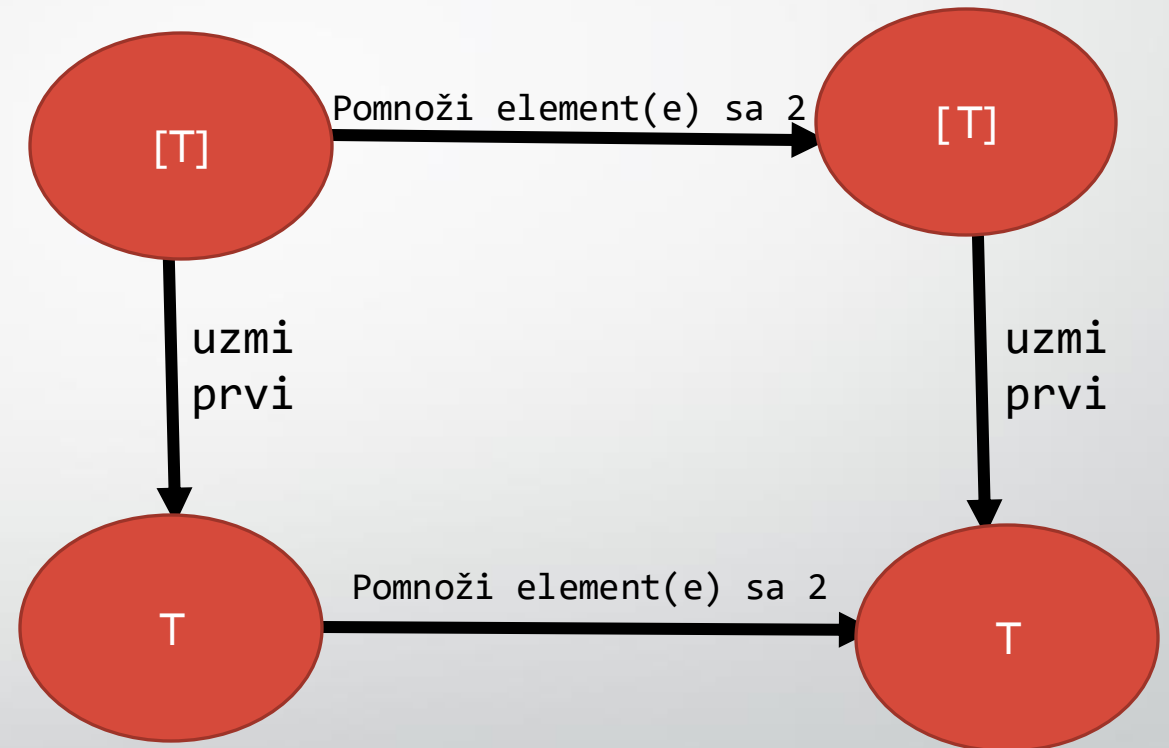 Pomnoži element(e) sa 2
[T]
[T]
uzmi
prvi
uzmi
prvi
Pomnoži element(e) sa 2
T
T